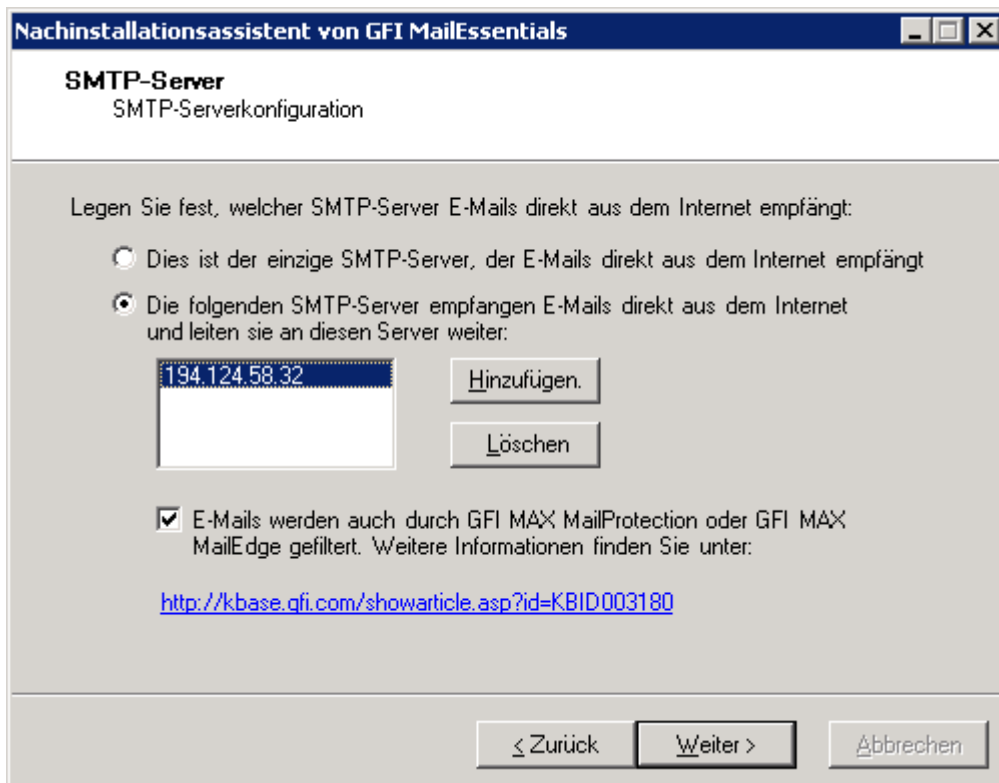 Nachinstallationsassistent von GFI MailEssentials
SMTP-Server
SMTP-Serverkonfiguration
Legen Sie fest, welcher SMTP-Server E-Mails direkt aus dem Internet empfängt:
Dies ist der einzige SMTP-Server, der E-Mails direkt aus dem Internet empfängt
Die folgenden SMTP-Server empfangen E-Mails direkt aus dem Internet
und leiten sie an diesen Server weiter:
194.124.58.32
Hinzufügen.
Löschen
E-Mails werden auch durch GFI MAX MailProtection oder GFI MAX
MailEdge gefiltert. Weitere Informationen finden Sie unter:
http://kbase.gfi.com/showarticle.asp?id=KBID003180
< Zurück
Weiter >
Abbrechen